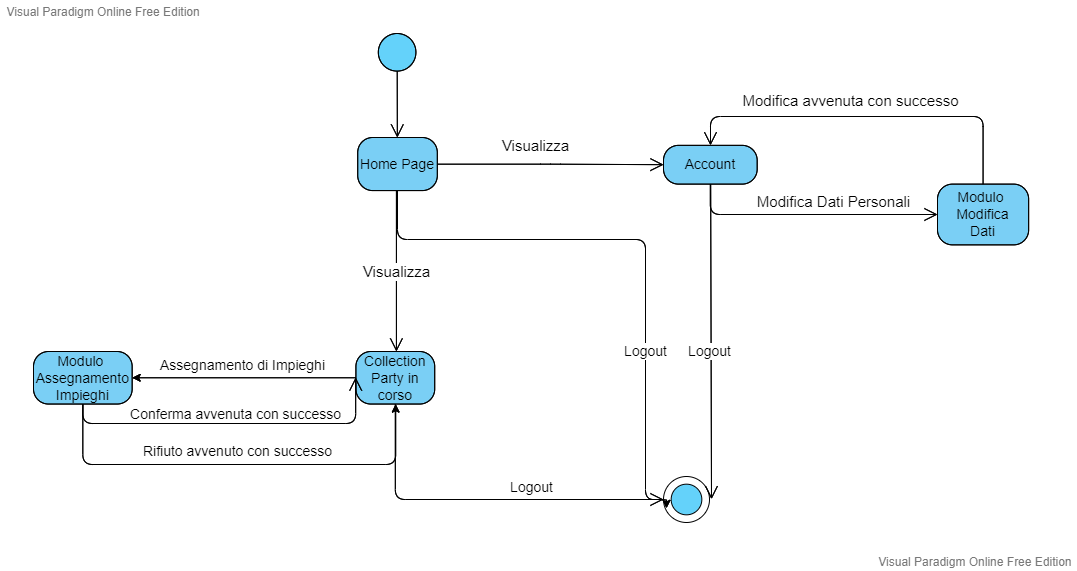 Visual Paradigm Online Free Edition
Modifica avvenuta con successo
Visualizza
Home Page
Account
Modifica Dati Personali
Modulo
Modifica
Dati
Visualizza
Logout
Logout
Modulo
Assegnamento
Impieghi
Assegnamento di Impieghi
Collection
Party in
corso
Conferma avvenuta con successo
Rifiuto avvenuto con successo
Logout
Visual Paradigm Online Free Edition